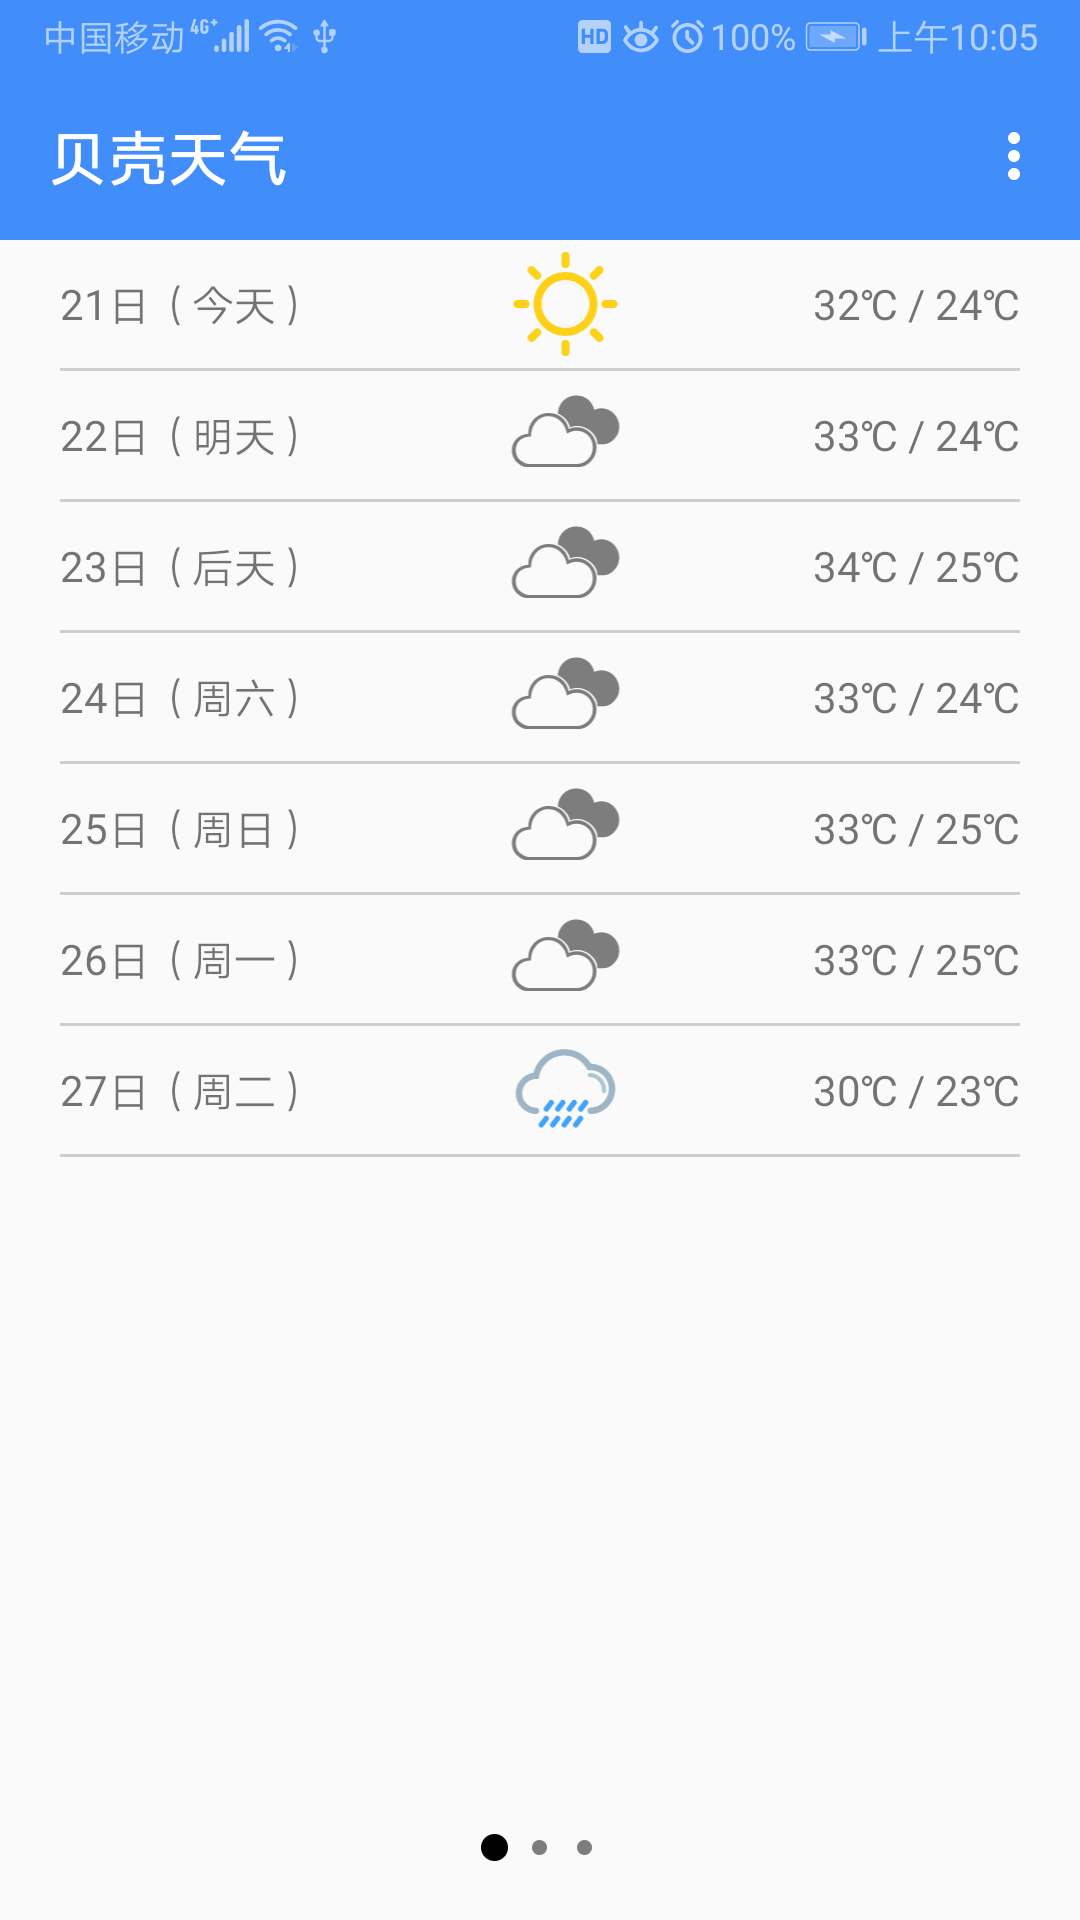 中国移动 4G+ HD 100% 上午10:05
贝壳天气
21日（今天） 32℃ / 24℃
22日（明天） 33℃ / 24℃
23日（后天） 34℃ / 25℃
24日（周六） 33℃ / 24℃
25日（周日） 33℃ / 25℃
26日（周一） 33℃ / 25℃
27日（周二） 30℃ / 23℃